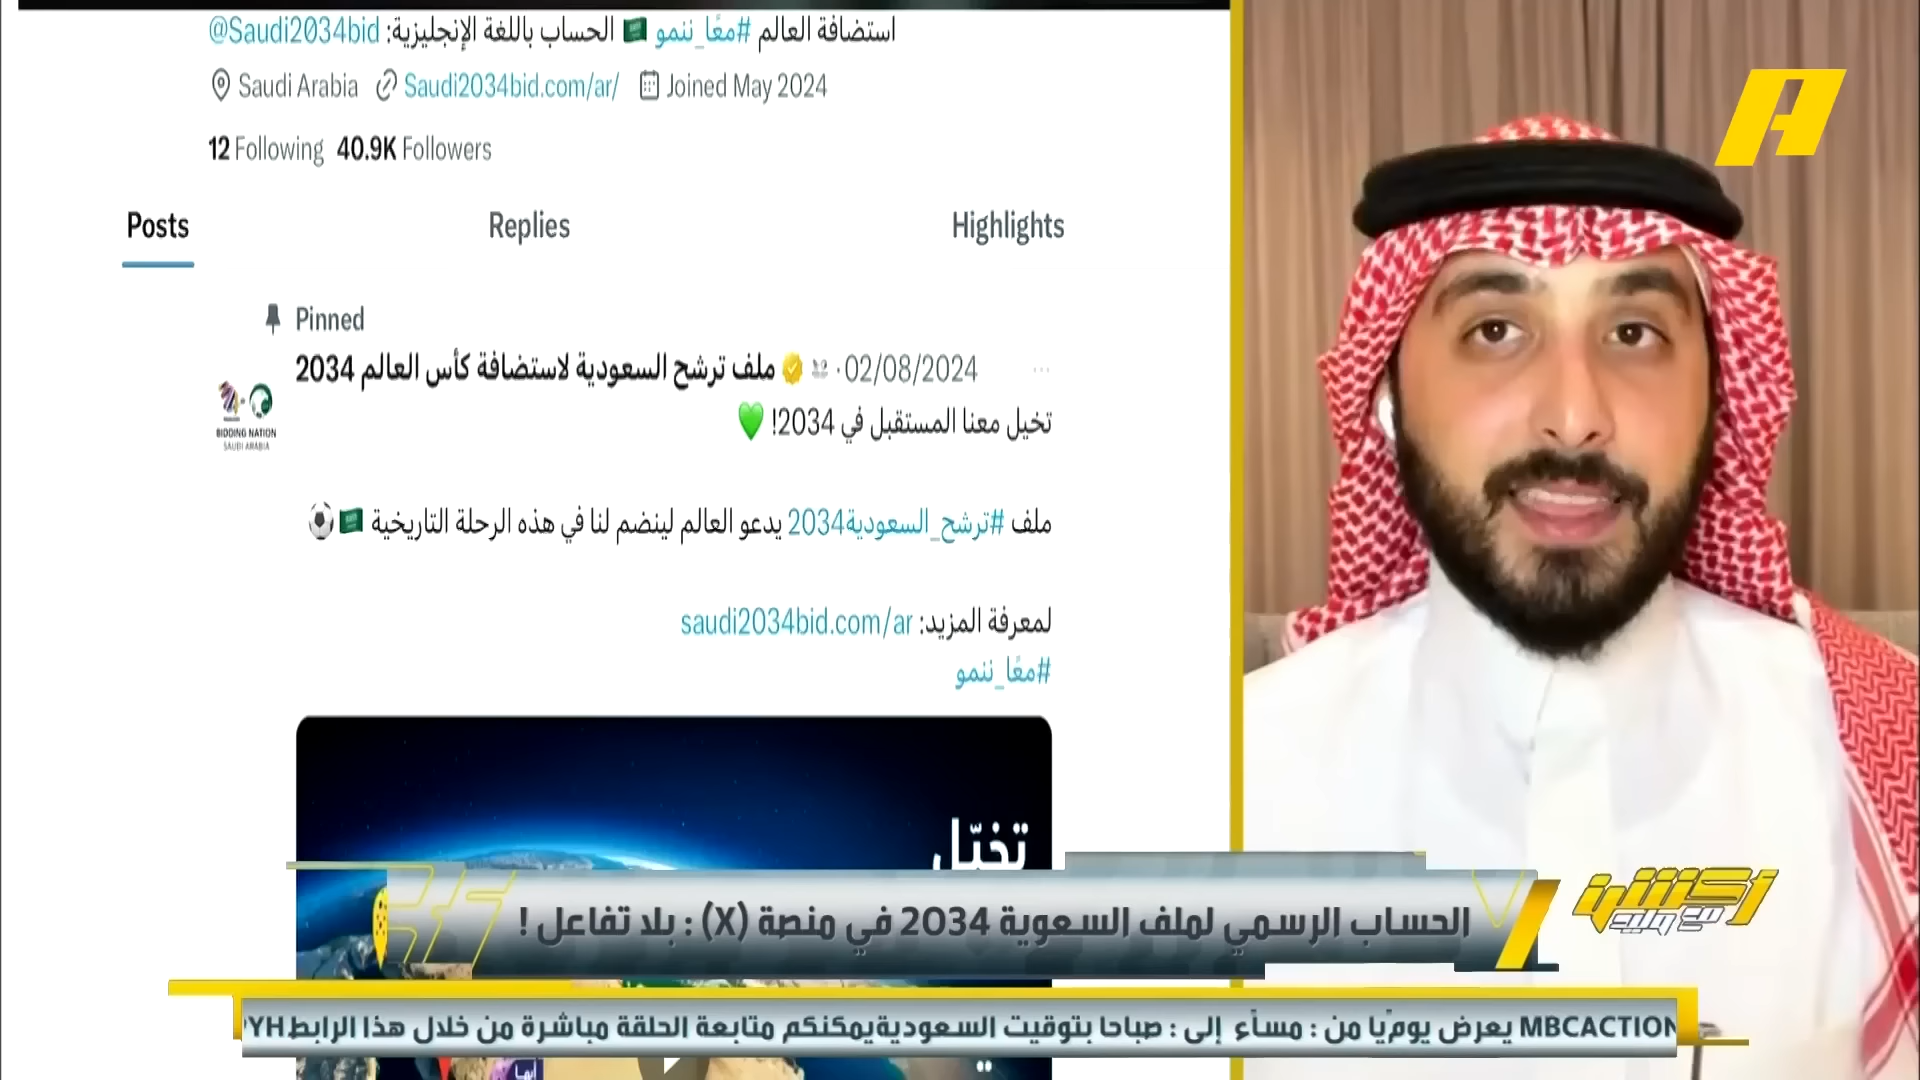 استضافة العالم #معًا_ننمو 🇸🇦 الحساب باللغة الإنجليزية: @Saudi2034bid
Saudi Arabia Saudi2034bid.com/ar/ Joined May 2024
12 Following 40.9K Followers
Posts Replies Highlights
Pinned
ملف ترشح السعودية لاستضافة كأس العالم 2034 · 02/08/2024
تخيل معنا المستقبل في 2034! 💚
BIDDING NATION
SAUDI ARABIA
ملف #ترشح_السعودية2034 يدعو العالم لينضم لنا في هذه الرحلة التاريخية 🇸🇦⚽
لمعرفة المزيد: saudi2034bid.com/ar
#معًا_ننمو
تخيّل
الحساب الرسمي لملف السعوية 2034 في منصة (X) : بلا تفاعل !
أكشن مع وليد
MBCACTION يعرض يوميًا من : مساءً إلى : صباحا بتوقيت السعودية يمكنكم متابعة الحلقة مباشرة من خلال هذا الرابط YH
أبها